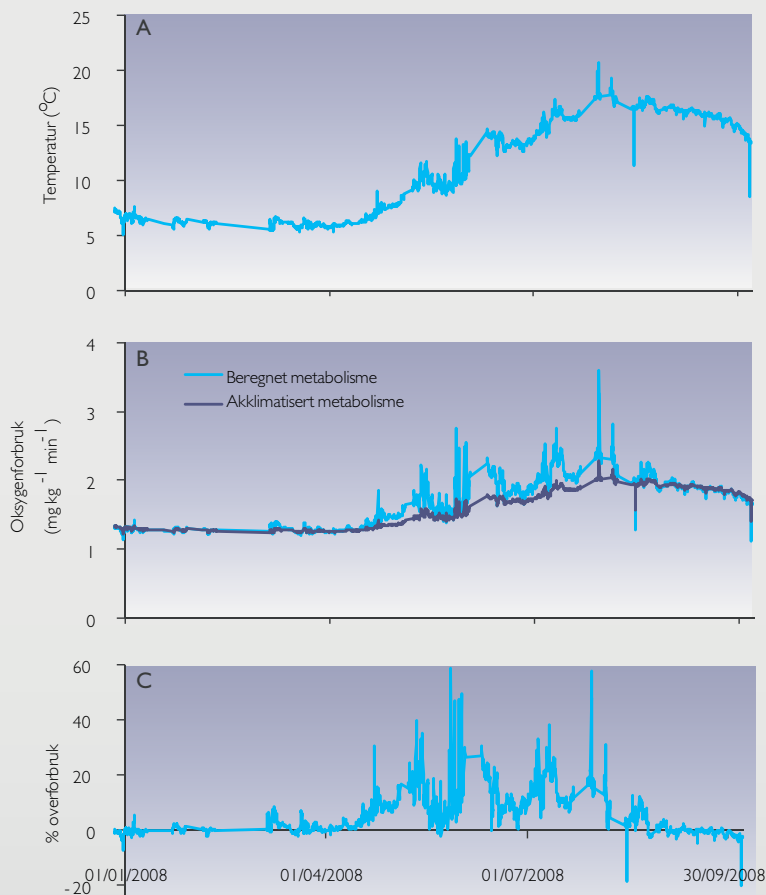 A
Temperatur (°C)
25
20
15
10
5
0
B
Oksygenforbruk
(mg kg⁻¹ min⁻¹)
4
3
2
1
0
Beregnet metabolisme
Akklimatisert metabolisme
C
% overforbruk
60
40
20
0
-20
01/01/2008 01/04/2008 01/07/2008 30/09/2008